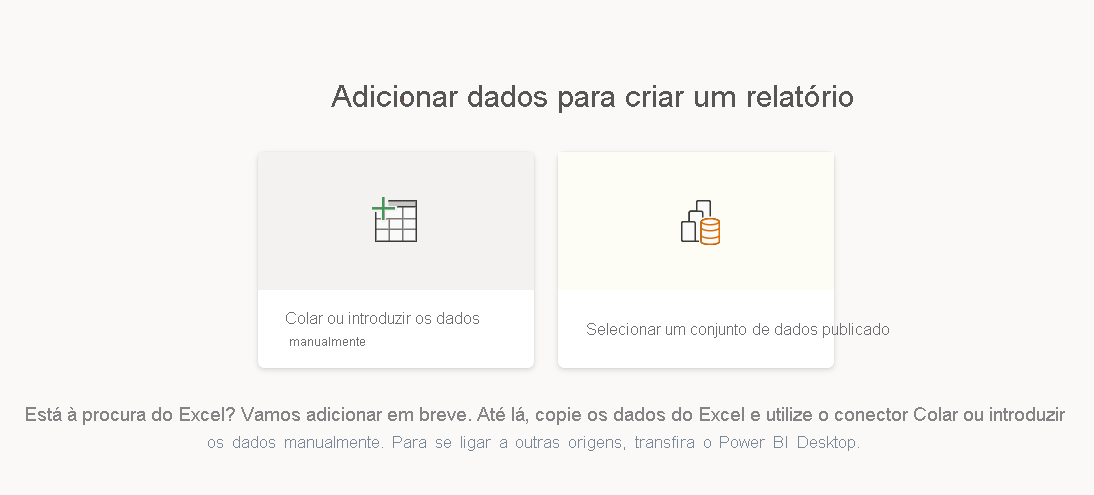 Adicionar dados para criar um relatório
Colar ou introduzir os dados
manualmente
Selecionar um conjunto de dados publicado
Está à procura do Excel? Vamos adicionar em breve. Até lá, copie os dados do Excel e utilize o conector Colar ou introduzir
os dados manualmente. Para se ligar a outras origens, transfira o Power BI Desktop.